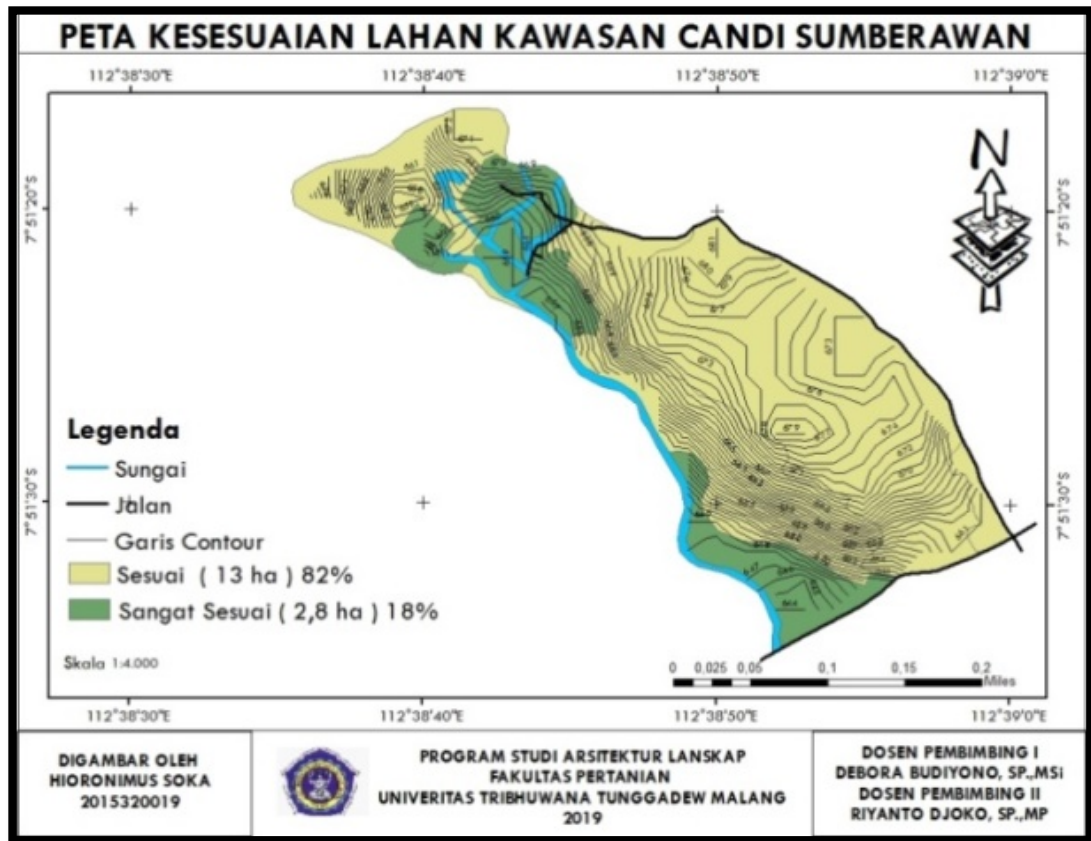 PETA KESESUAIAN LAHAN KAWASAN CANDI SUMBERAWAN
112°38'30"E 112°38'40"E 112°38'50"E 112°39'0"E
7°51'20"S 7°51'20"S
N
7°51'30"S 7°51'30"S
Legenda
Sungai
Jalan
Garis Contour
Sesuai ( 13 ha ) 82%
Sangat Sesuai ( 2,8 ha ) 18%
Skala 1:4.000
0 0,025 0,05 0,1 0,15 0,2
Miles
112°38'30"E 112°38'40"E 112°38'50"E 112°39'0"E
DIGAMBAR OLEH
HIORONIMUS SOKA
2015320019
PROGRAM STUDI ARSITEKTUR LANSKAP
FAKULTAS PERTANIAN
UNIVERITAS TRIBHUWANA TUNGGADEW MALANG
2019
DOSEN PEMBIMBING I
DEBORA BUDIYONO, SP.,MSi
DOSEN PEMBIMBING II
RIYANTO DJOKO, SP.,MP